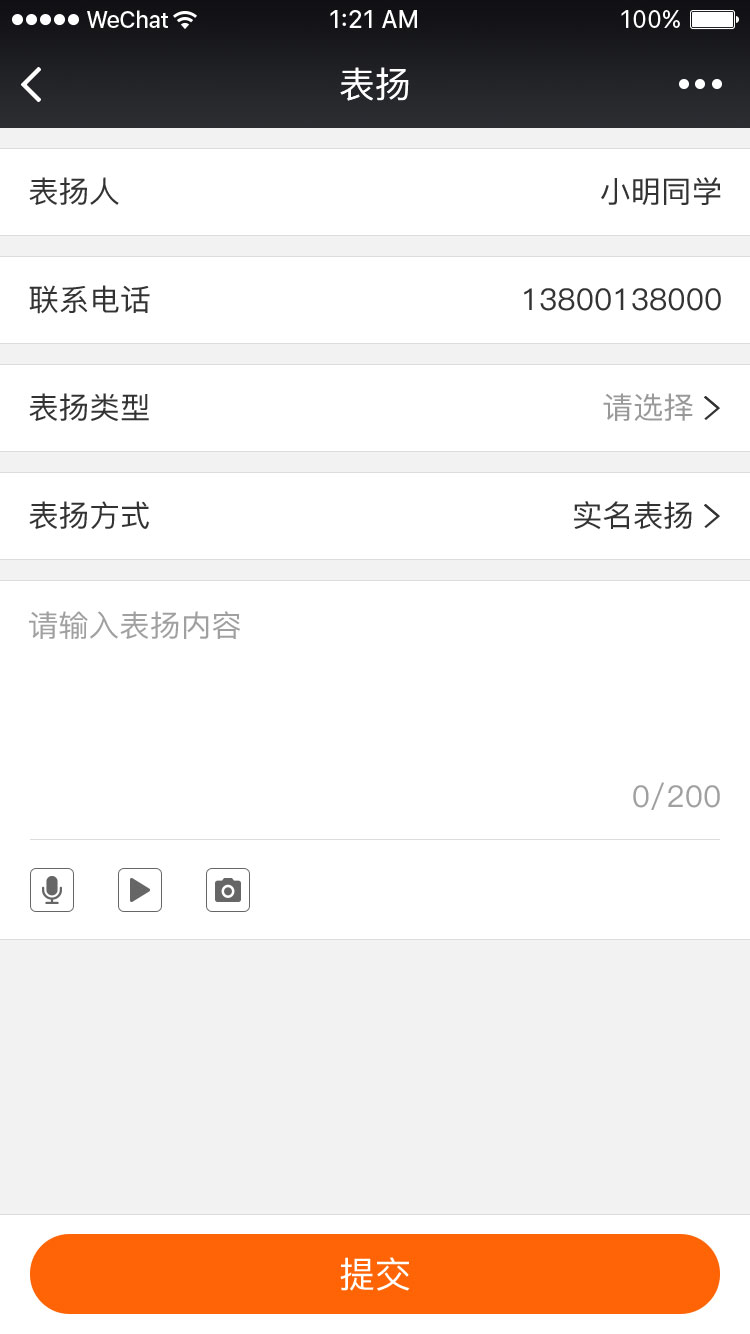 WeChat 1:21 AM 100%
表扬
表扬人 小明同学
联系电话 13800138000
表扬类型 请选择
表扬方式 实名表扬
请输入表扬内容
0/200
提交